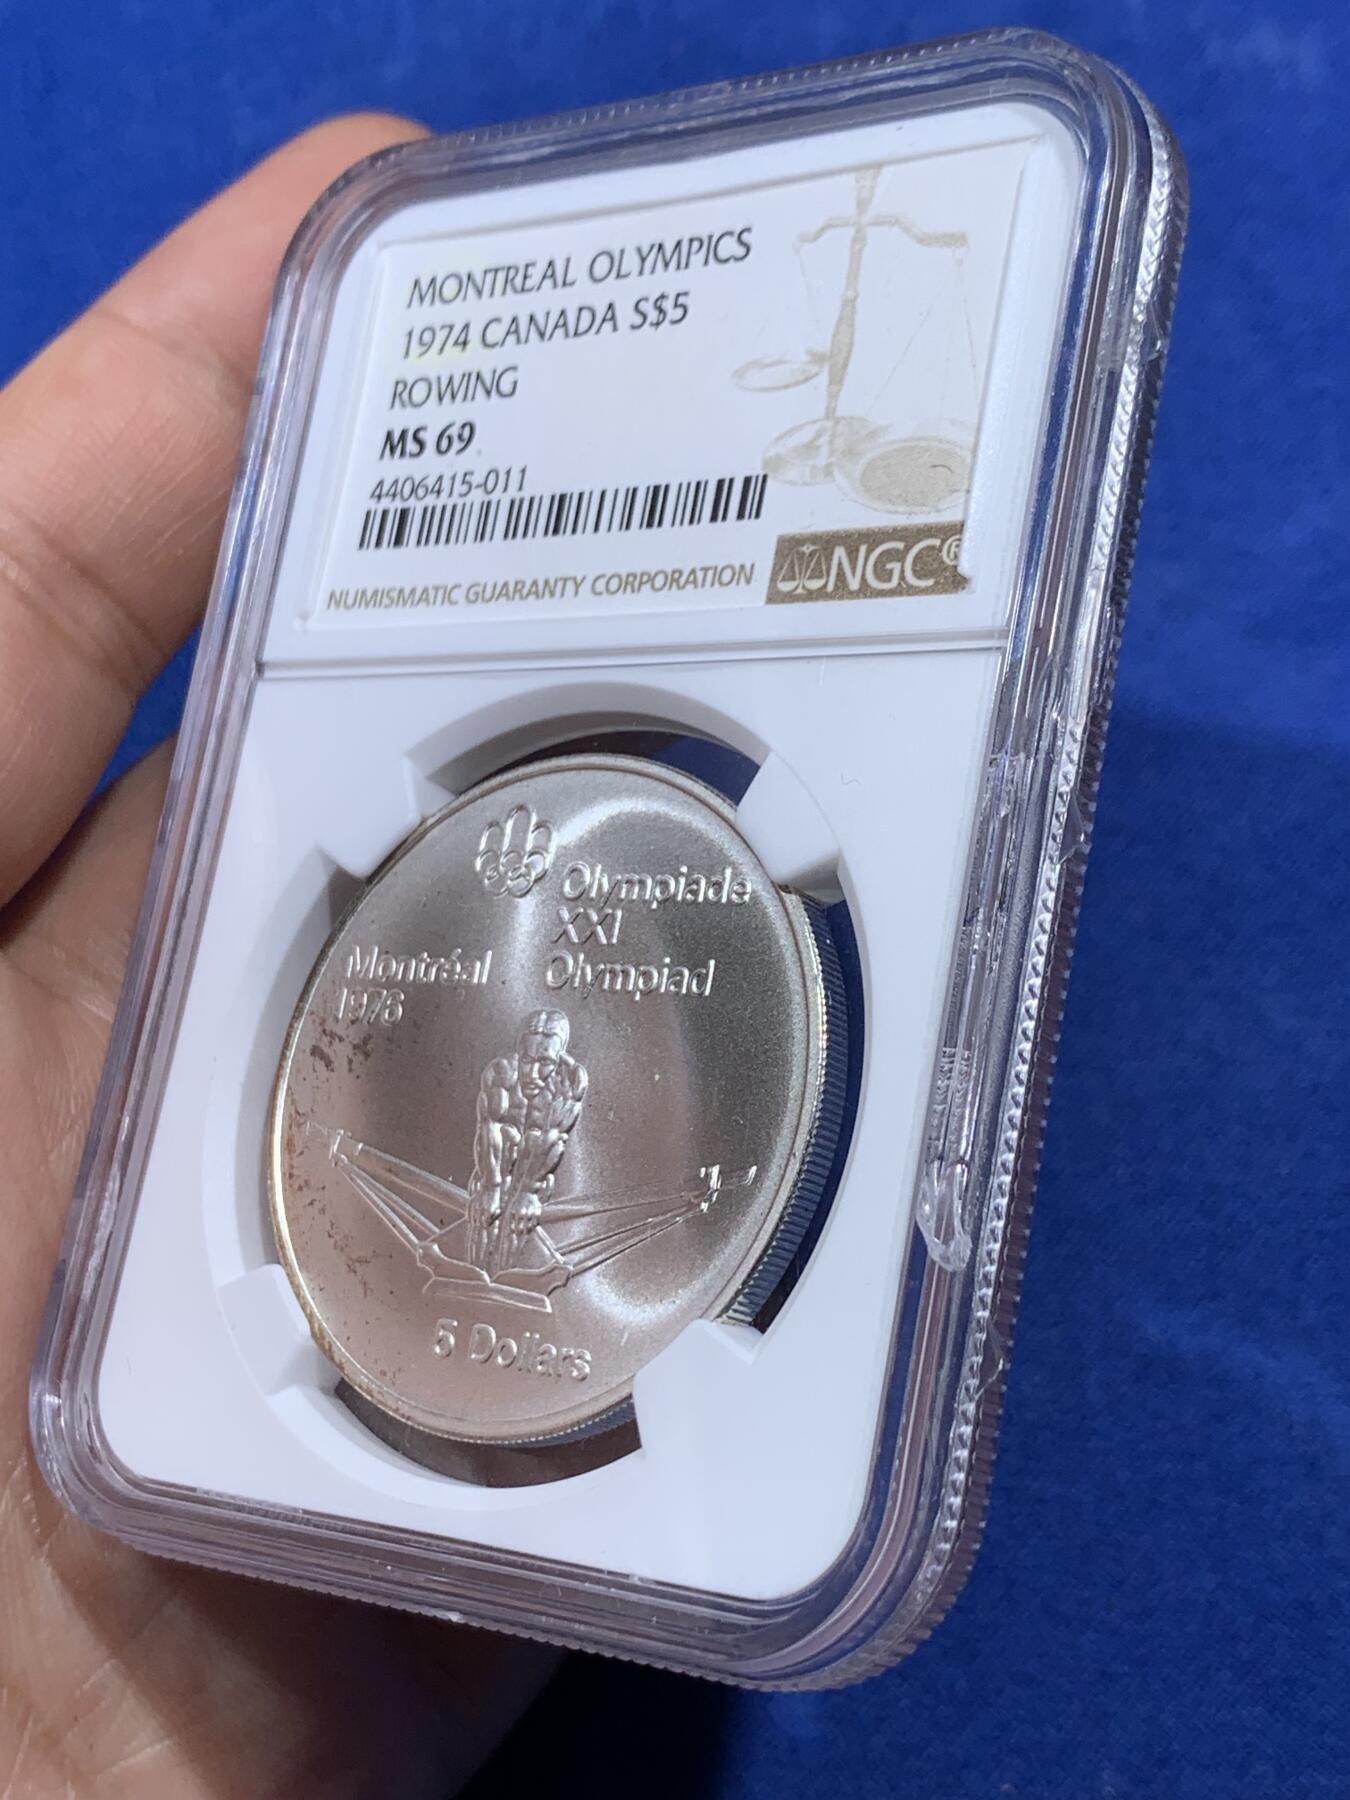 MONTREAL OLYMPICS
1974 CANADA S$5
ROWING
MS 69
4406415-011
NUMISMATIC GUARANTY CORPORATION
NGC®
Olympiade
XXI
Olympiad
Montréal
1976
5 Dollars